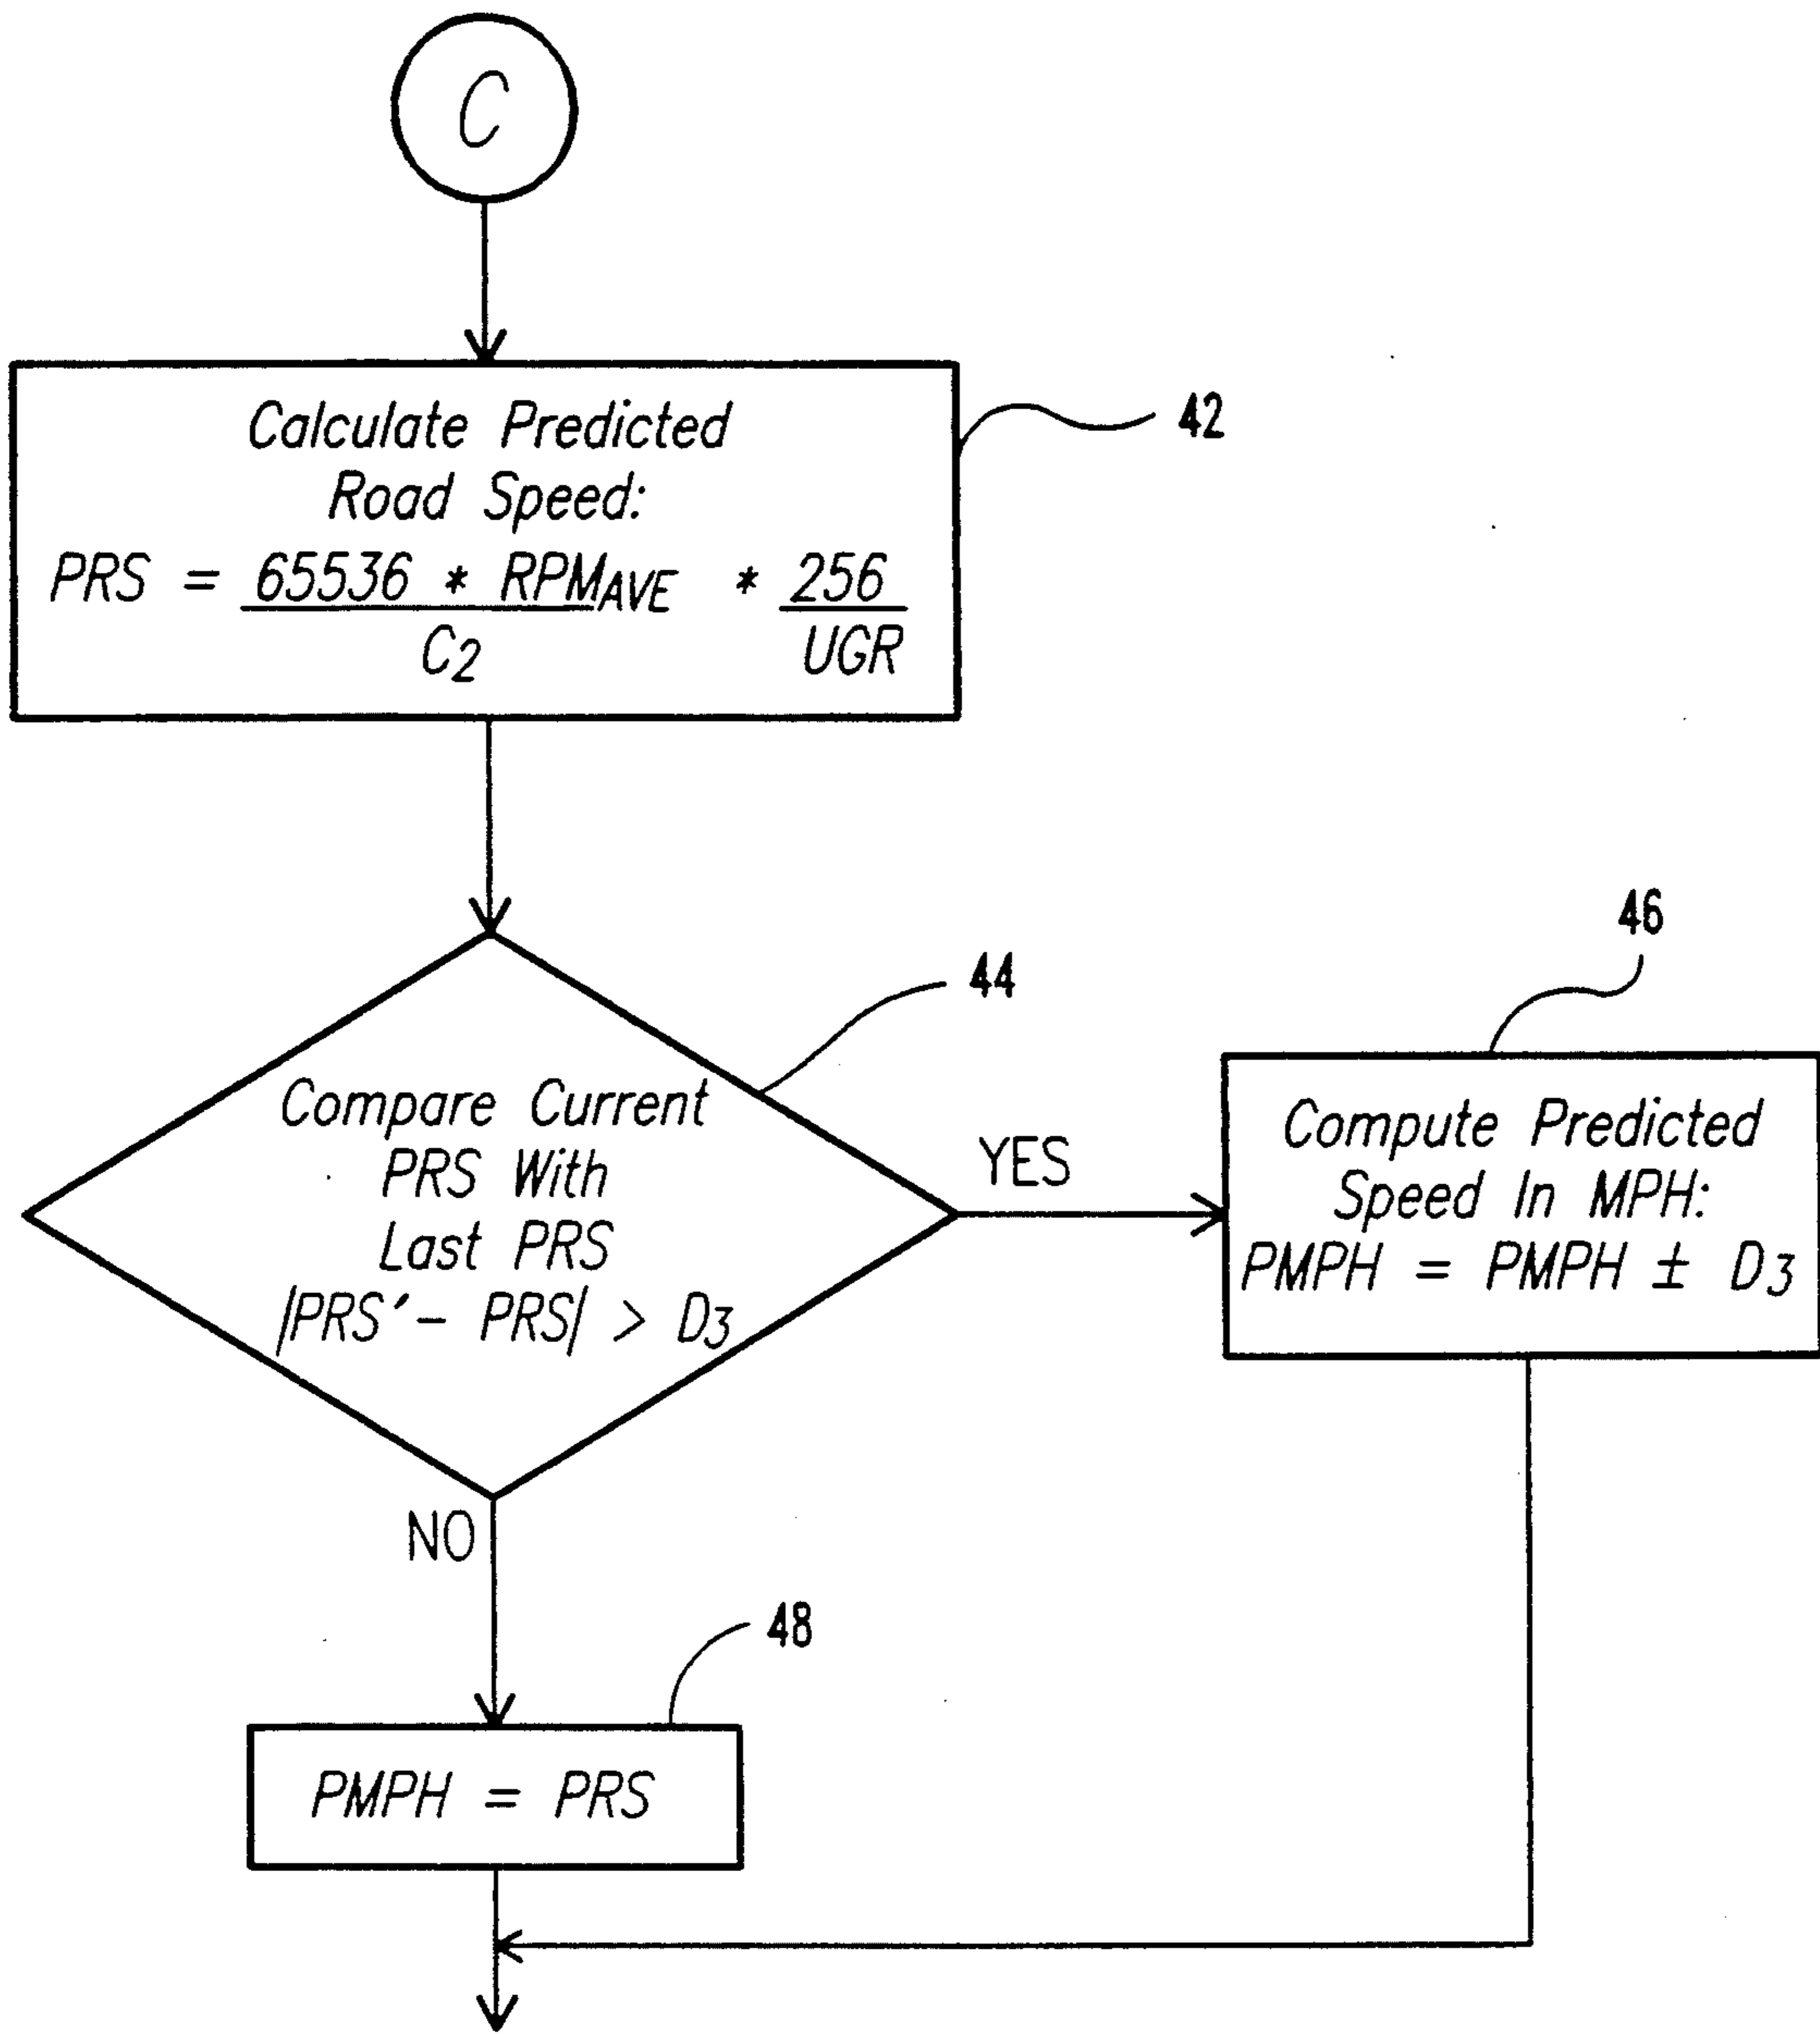 C
Calculate Predicted
Road Speed:
PRS = 65536 * RPMAVE * 256
C2 UGR
42
44
Compare Current
PRS With
Last PRS
|PRS' - PRS| > D3
YES
46
Compute Predicted
Speed In MPH:
PMPH = PMPH ± D3
NO
48
PMPH = PRS